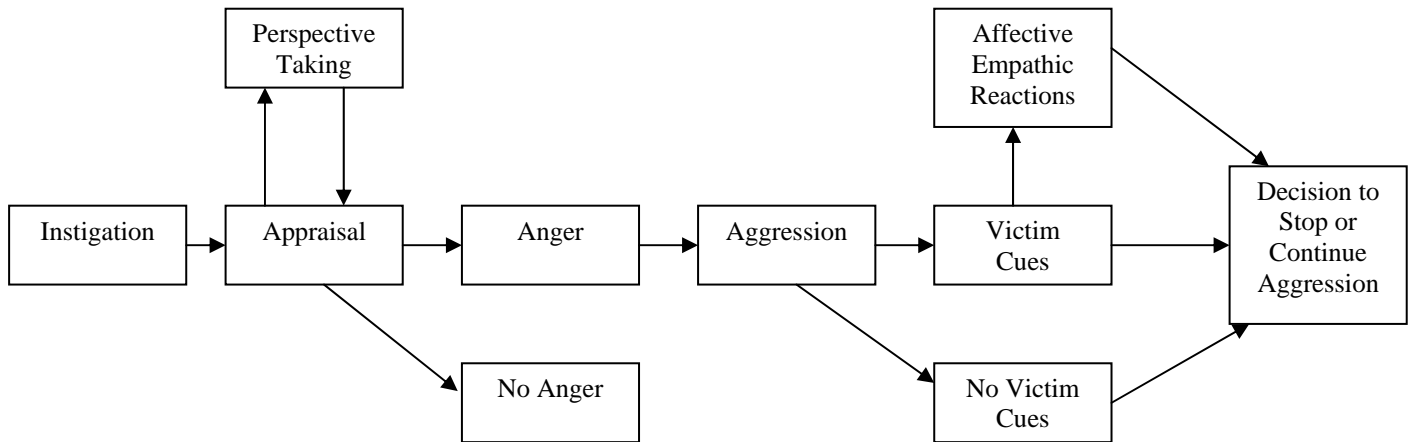 Perspective
Taking
Affective
Empathic
Reactions
Instigation
Appraisal
Anger
Aggression
Victim
Cues
Decision to
Stop or
Continue
Aggression
No Anger
No Victim
Cues